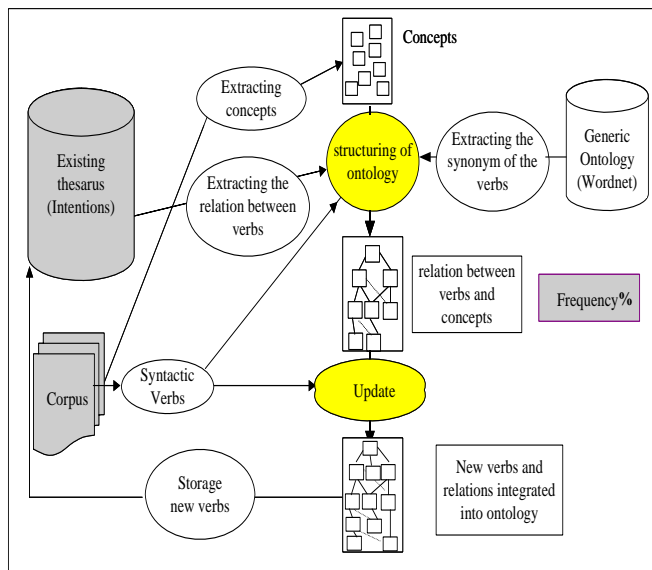 Concepts
Extracting
concepts
Existing
thesarus
(Intentions)
structuring of
ontology
Extracting the
synonym of the
verbs
Generic
Ontology
(Wordnet)
Extracting the
relation between
verbs
relation between
verbs and
concepts
Frequency%
Corpus
Syntactic
Verbs
Update
Storage
new verbs
New verbs and
relations integrated
into ontology